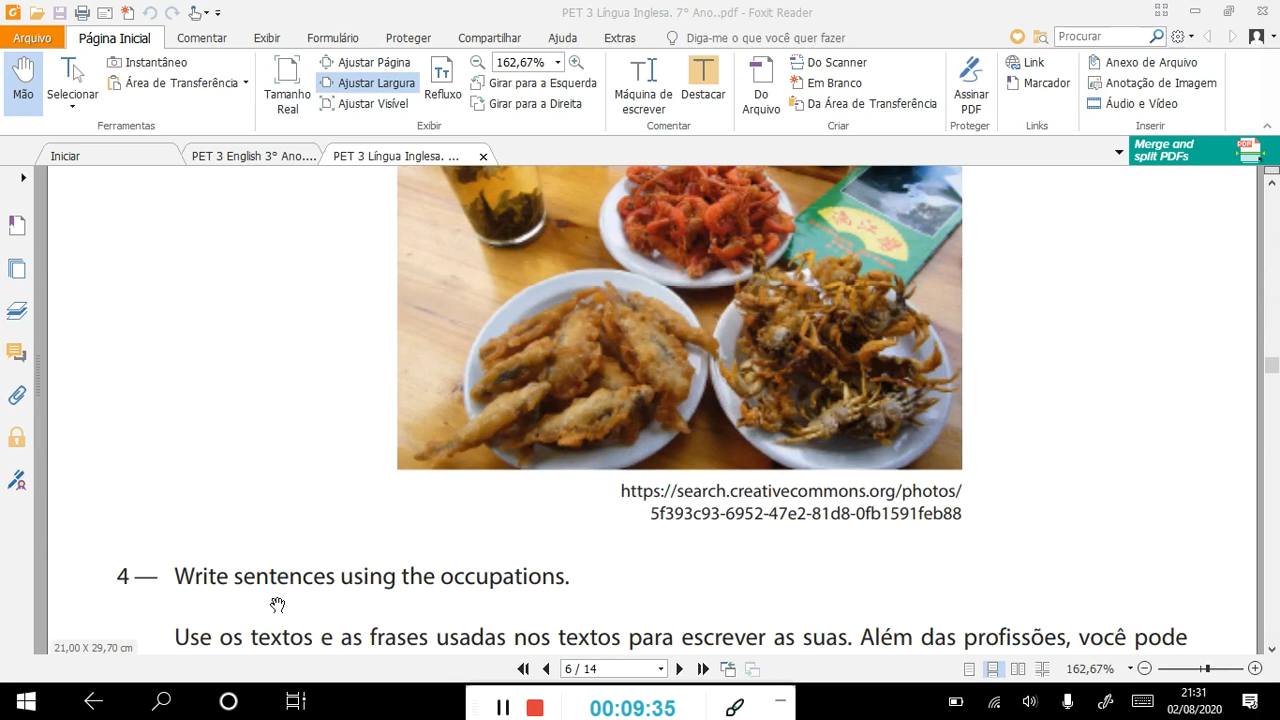 PET 3 Língua Inglesa. 7° Ano..pdf - Foxit Reader
Arquivo Página Inicial Comentar Exibir Formulário Proteger Compartilhar Ajuda Extras Diga-me o que você quer fazer Procurar
Mão
Selecionar
Instantâneo
Área de Transferência
Ferramentas
Tamanho Real
Ajustar Página
Ajustar Largura
Ajustar Visível
Refluxo
162,67%
Girar para a Esquerda
Girar para a Direita
Exibir
Máquina de escrever
Destacar
Comentar
Do Arquivo
Do Scanner
Em Branco
Da Área de Transferência
Criar
Assinar PDF
Proteger
Link
Marcador
Links
Anexo de Arquivo
Anotação de Imagem
Áudio e Vídeo
Inserir
Iniciar PET 3 English 3° Ano.... PET 3 Língua Inglesa. ...
Merge and
split PDFs
https://search.creativecommons.org/photos/
5f393c93-6952-47e2-81d8-0fb1591feb88
4 — Write sentences using the occupations.
Use os textos e as frases usadas nos textos para escrever as suas. Além das profissões, você pode
21,00 X 29,70 cm
6 / 14
162,67%
00:09:35
21:31
02/08/2020